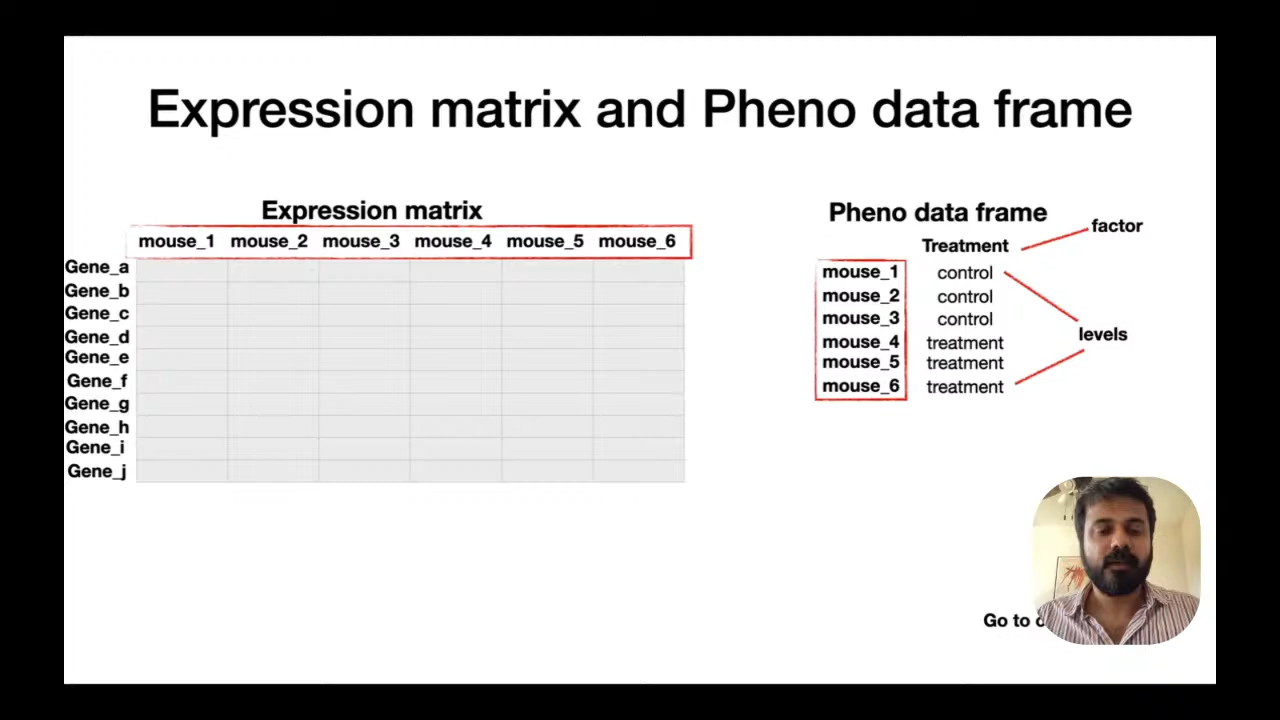 Expression matrix and Pheno data frame
Expression matrix
mouse_1 mouse_2 mouse_3 mouse_4 mouse_5 mouse_6
Gene_a
Gene_b
Gene_c
Gene_d
Gene_e
Gene_f
Gene_g
Gene_h
Gene_i
Gene_j
Pheno data frame
factor
Treatment
mouse_1 control
mouse_2 control
mouse_3 control
mouse_4 treatment
mouse_5 treatment
mouse_6 treatment
levels
Go to